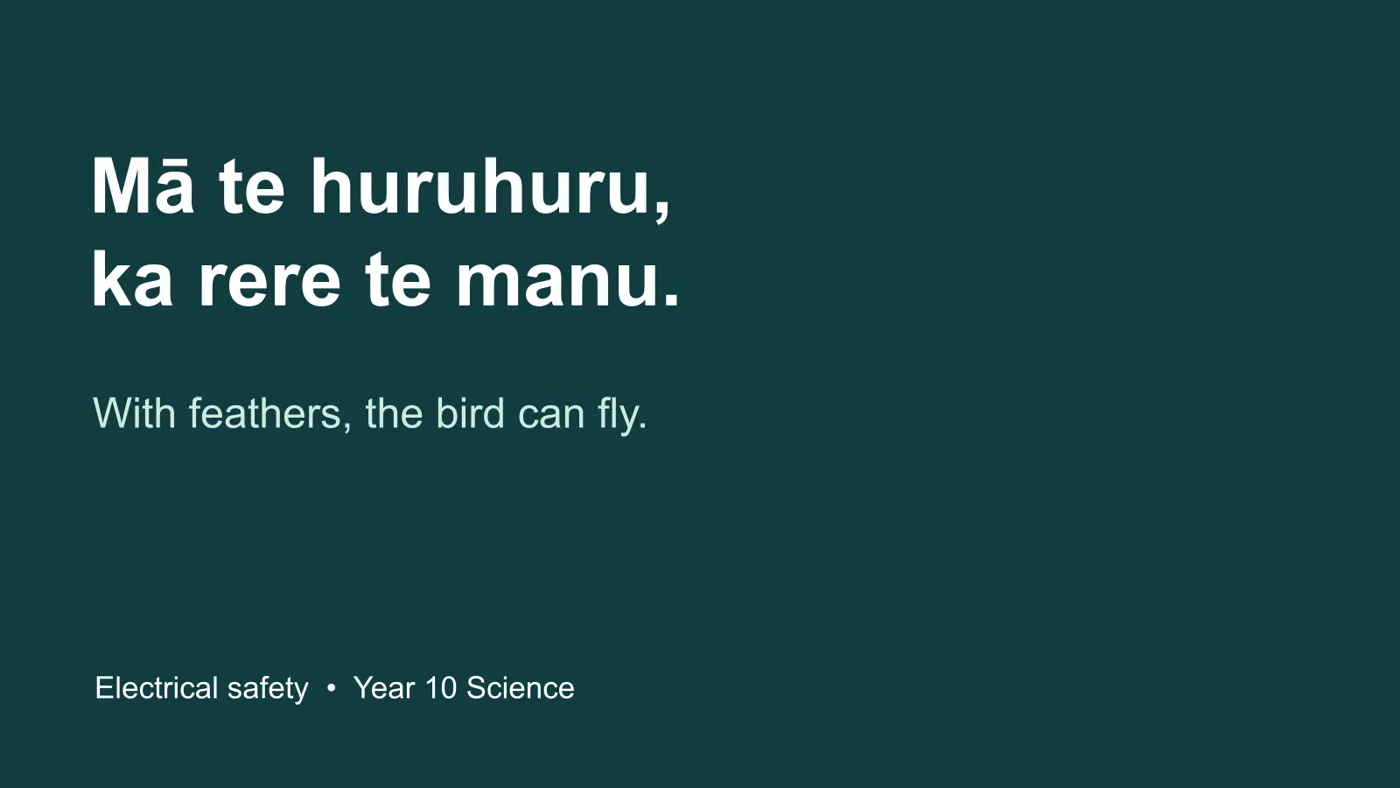 Mā te huruhuru,
ka rere te manu.
With feathers, the bird can fly.
Electrical safety • Year 10 Science